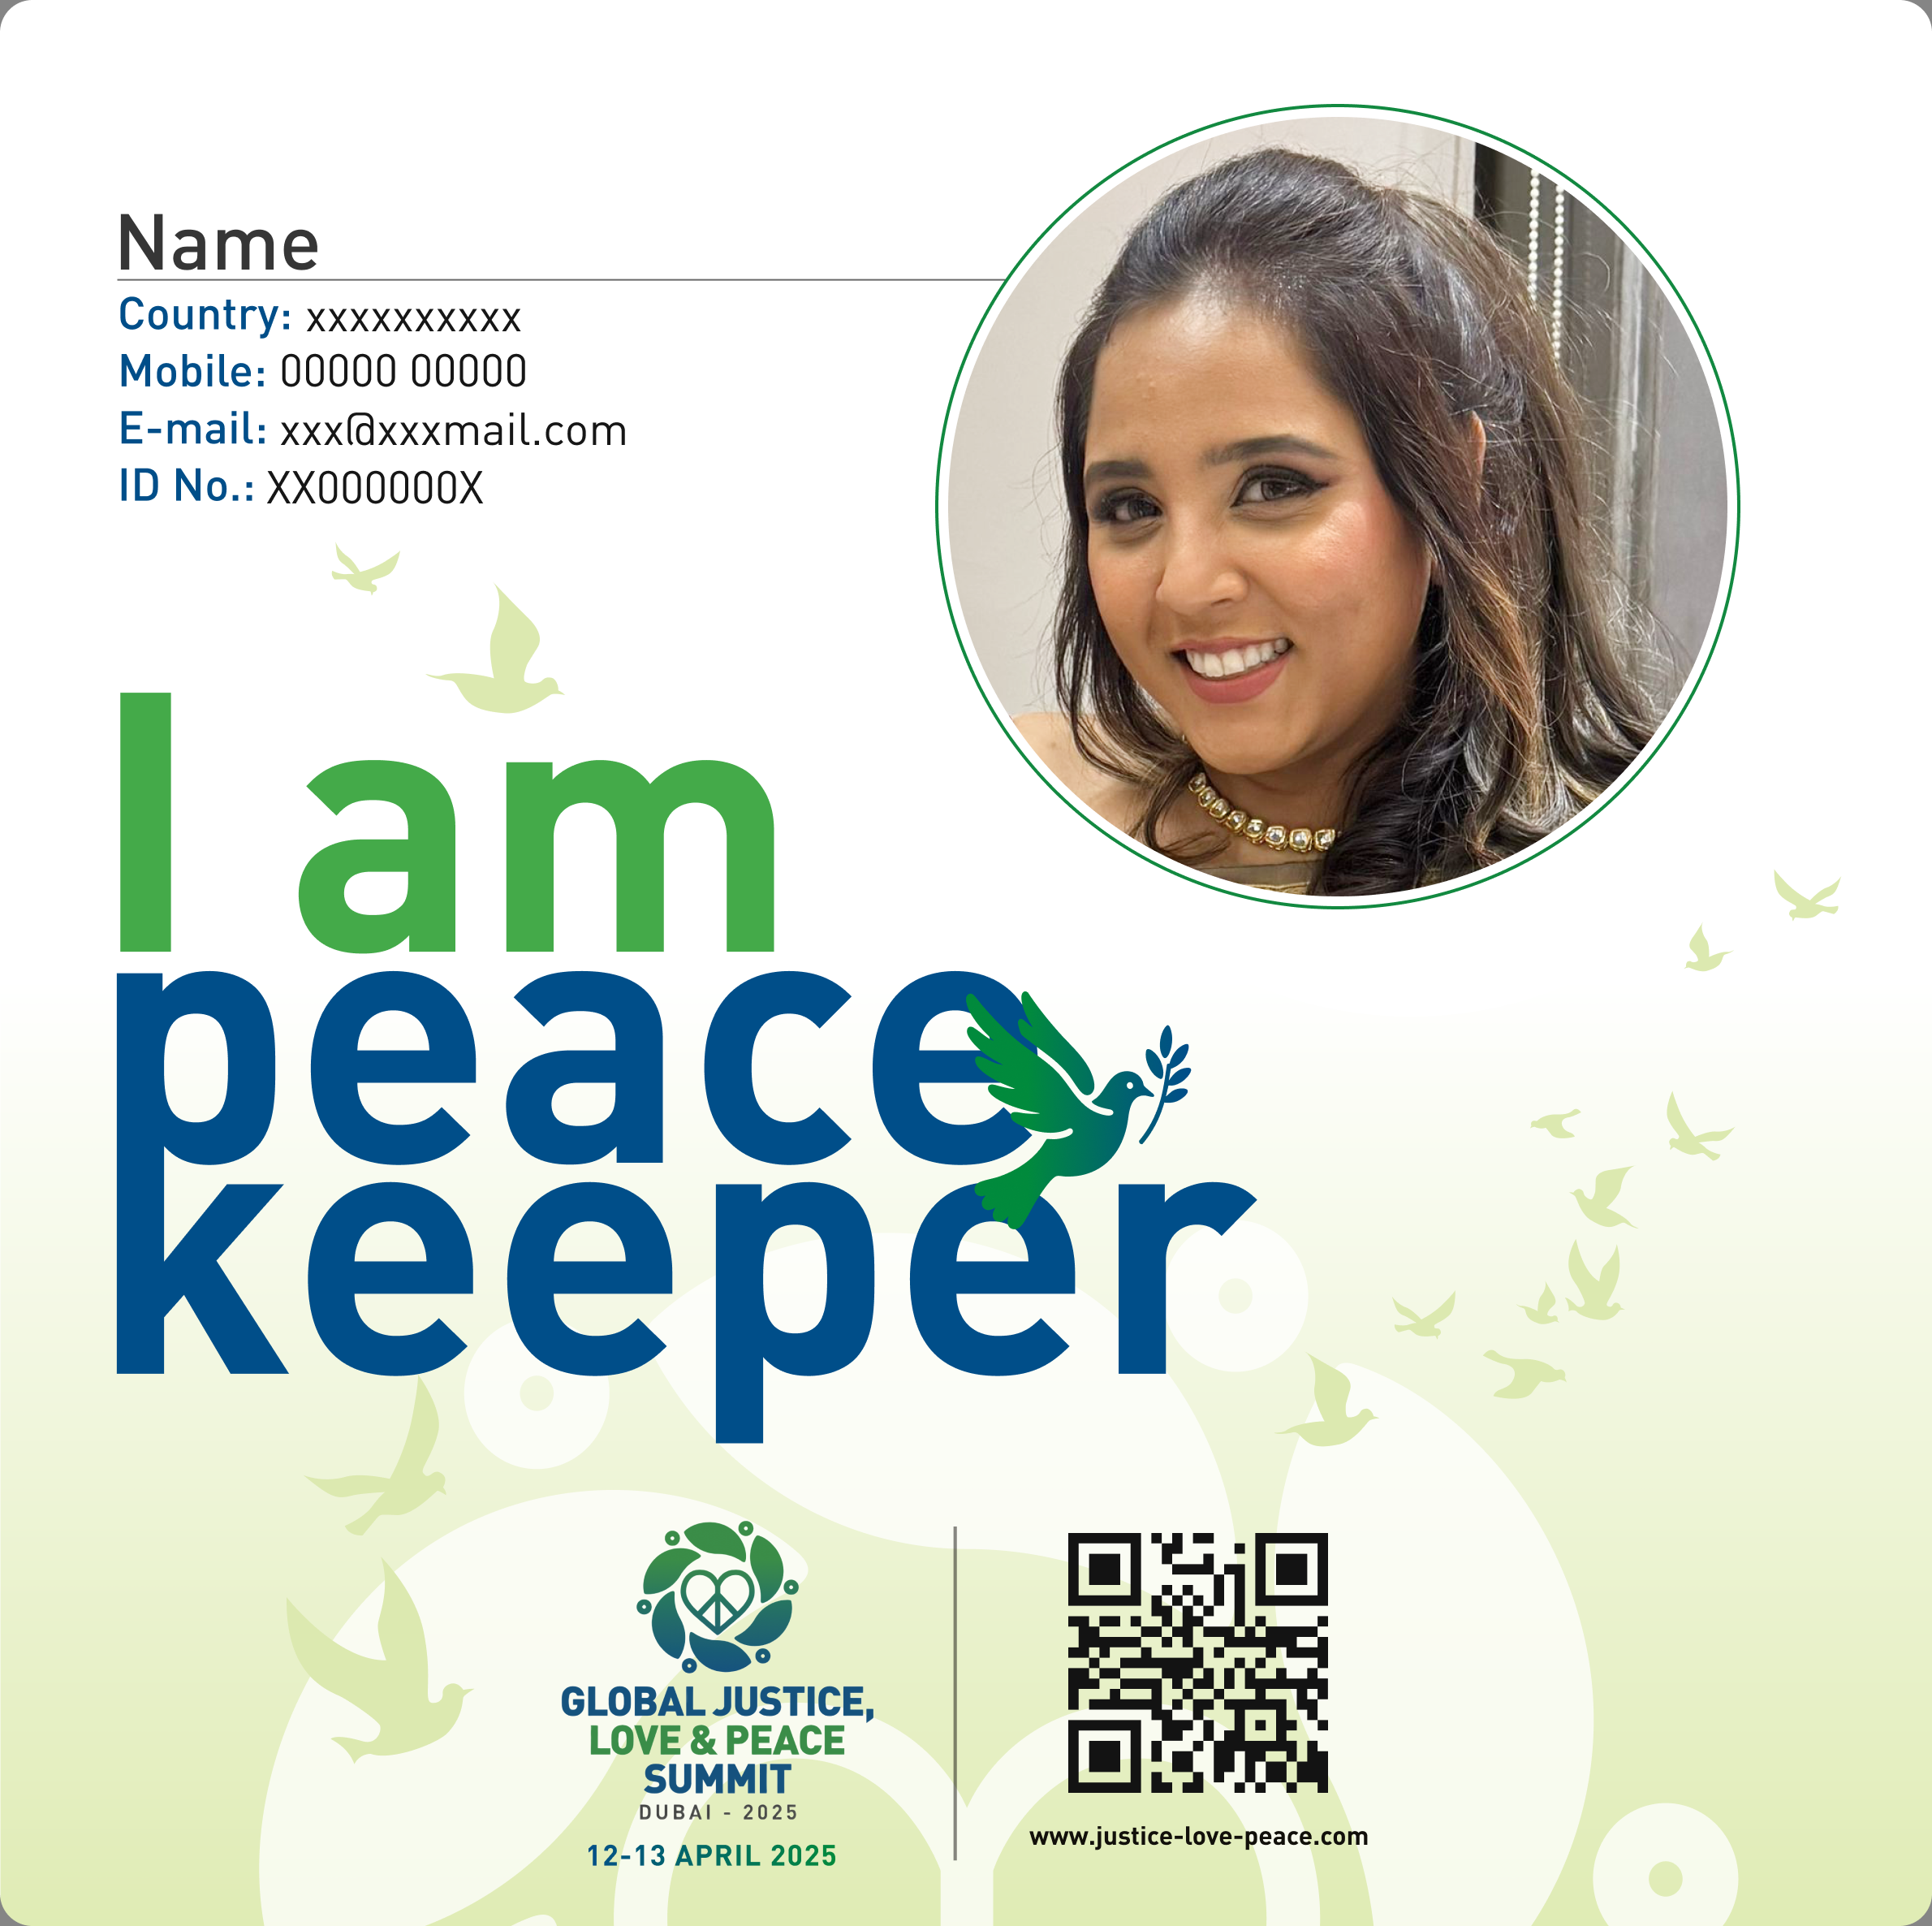 Name
Country: xxxxxxxxxx
Mobile: 00000 00000
E-mail: xxx@xxxmail.com
ID No.: XX000000X
I am
peace
keeper
GLOBAL JUSTICE,
LOVE & PEACE
SUMMIT
DUBAI - 2025
12-13 APRIL 2025
www.justice-love-peace.com